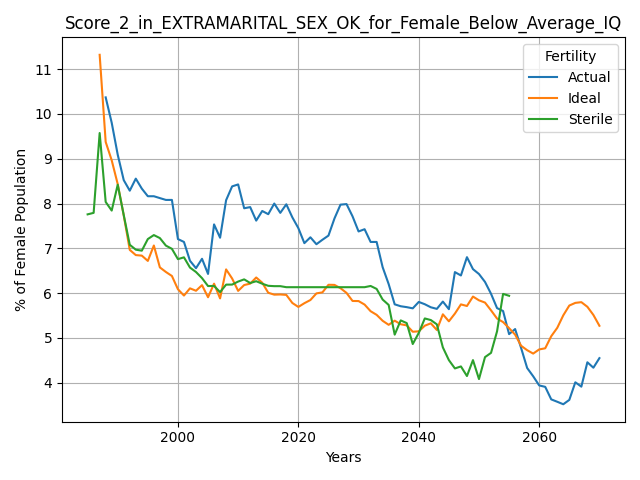 Score_2_in_EXTRAMARITAL_SEX_OK_for_Female_Below_Average_IQ
Fertility
Actual
Ideal
Sterile
% of Female Population
11
10
9
8
7
6
5
4
2000 2020 2040 2060
Years